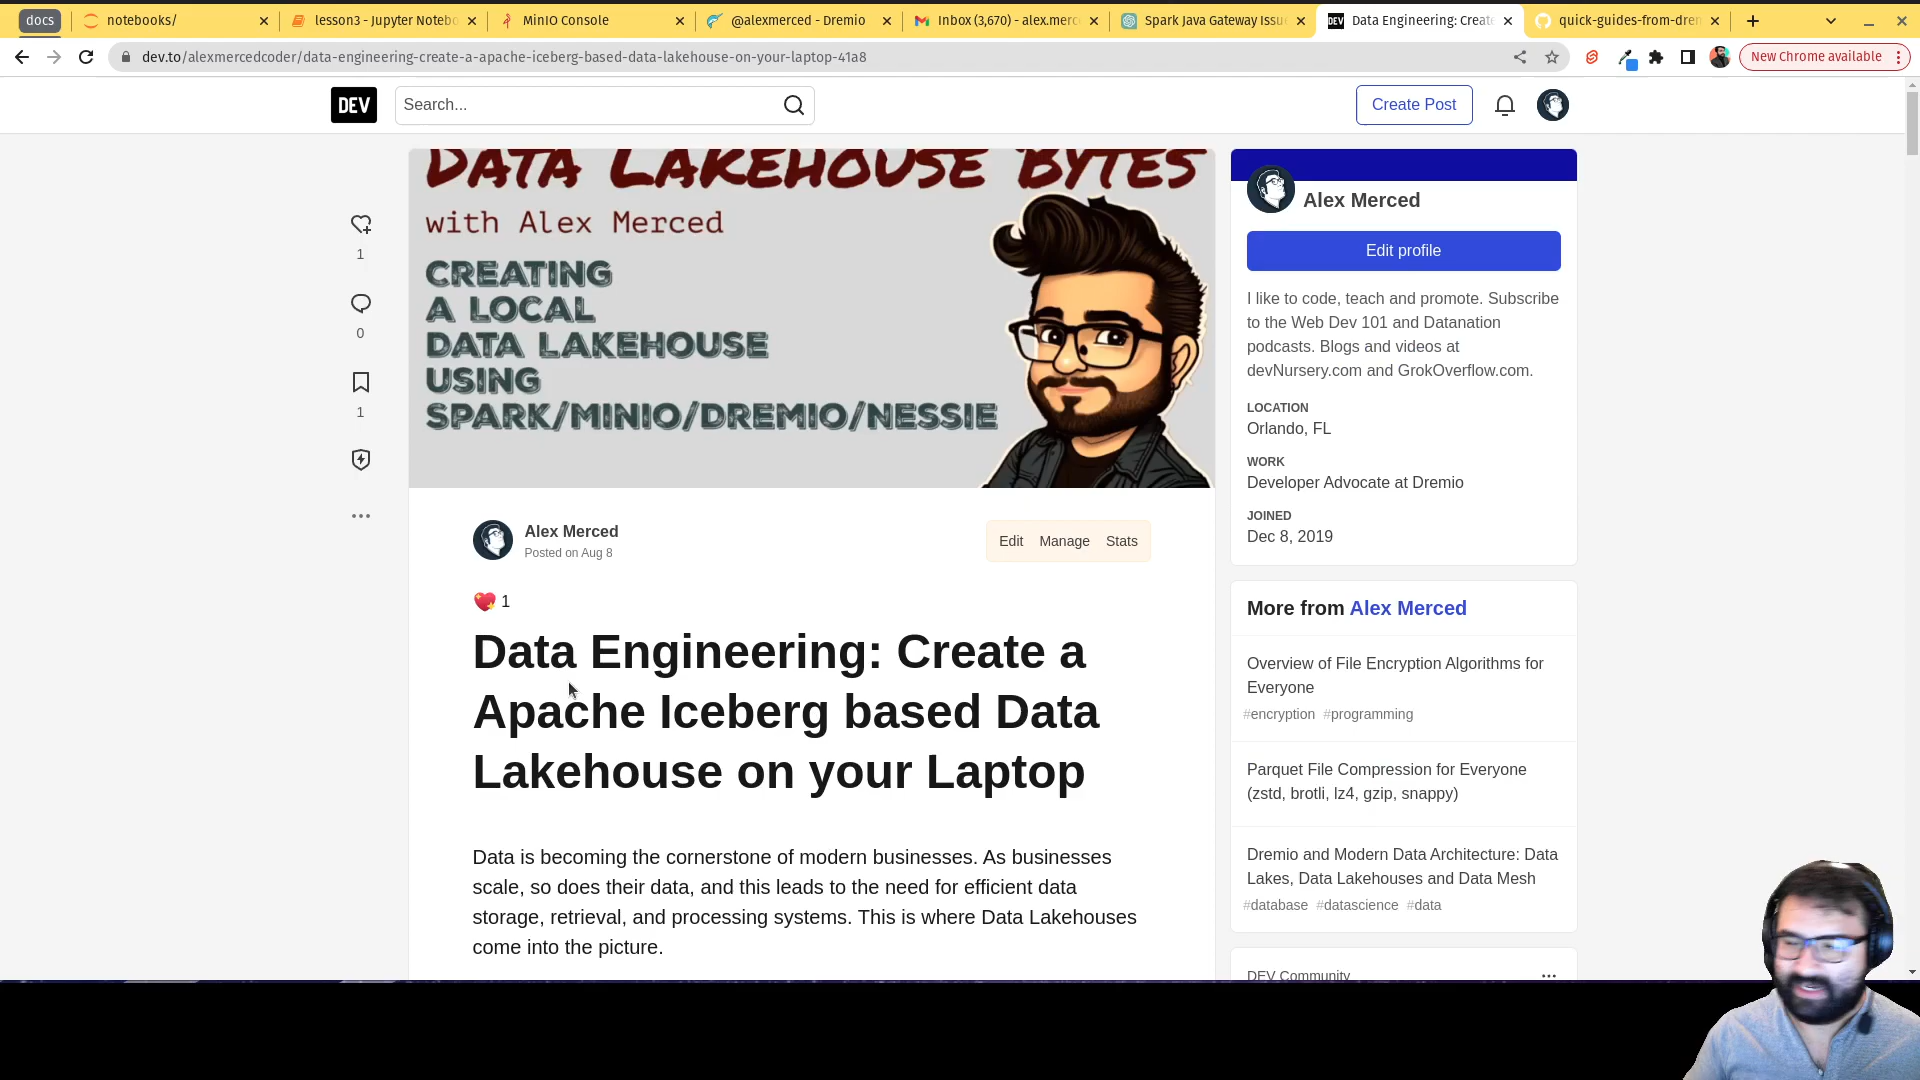 docs
notebooks/
lesson3 - Jupyter Notebo
MinIO Console
@alexmerced - Dremio
Inbox (3,670) - alex.merc
Spark Java Gateway Issu
DEV
Data Engineering: Creat
quick-guides-from-drem
dev.to/alexmercedcoder/data-engineering-create-a-apache-iceberg-based-data-lakehouse-on-your-laptop-41a8
New Chrome available
DEV
Search...
Create Post
1
0
1
DATA LAKEHOUSE BYTES
with Alex Merced
CREATING
A LOCAL
DATA LAKEHOUSE
USING
SPARK/MINIO/DREMIO/NESSIE
Alex Merced
Posted on Aug 8
Edit Manage Stats
1
Data Engineering: Create a
Apache Iceberg based Data
Lakehouse on your Laptop
Data is becoming the cornerstone of modern businesses. As businesses
scale, so does their data, and this leads to the need for efficient data
storage, retrieval, and processing systems. This is where Data Lakehouses
come into the picture.
Alex Merced
Edit profile
I like to code, teach and promote. Subscribe
to the Web Dev 101 and Datanation
podcasts. Blogs and videos at
devNursery.com and GrokOverflow.com.
LOCATION
Orlando, FL
WORK
Developer Advocate at Dremio
JOINED
Dec 8, 2019
More from Alex Merced
Overview of File Encryption Algorithms for
Everyone
#encryption #programming
Parquet File Compression for Everyone
(zstd, brotli, lz4, gzip, snappy)
Dremio and Modern Data Architecture: Data
Lakes, Data Lakehouses and Data Mesh
#database #datascience #data
DEV Community